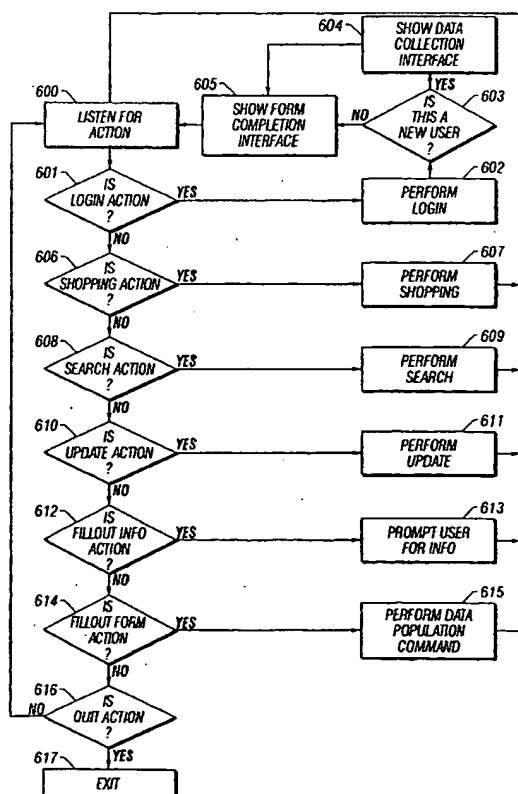 604
SHOW DATA
COLLECTION
INTERFACE
600
LISTEN FOR
ACTION
605
SHOW FORM
COMPLETION
INTERFACE
NO
YES
603
IS
THIS A
NEW USER
?
601
IS
LOGIN ACTION
?
YES
602
PERFORM
LOGIN
NO
606
IS
SHOPPING ACTION
?
YES
607
PERFORM
SHOPPING
NO
608
IS
SEARCH ACTION
?
YES
609
PERFORM
SEARCH
NO
610
IS
UPDATE ACTION
?
YES
611
PERFORM
UPDATE
NO
612
IS
FILLOUT INFO
ACTION
?
YES
613
PROMPT USER
FOR INFO
NO
614
IS
FILLOUT FORM
ACTION
?
YES
615
PERFORM DATA
POPULATION
COMMAND
NO
616
IS
QUIT ACTION
?
NO
YES
617
EXIT